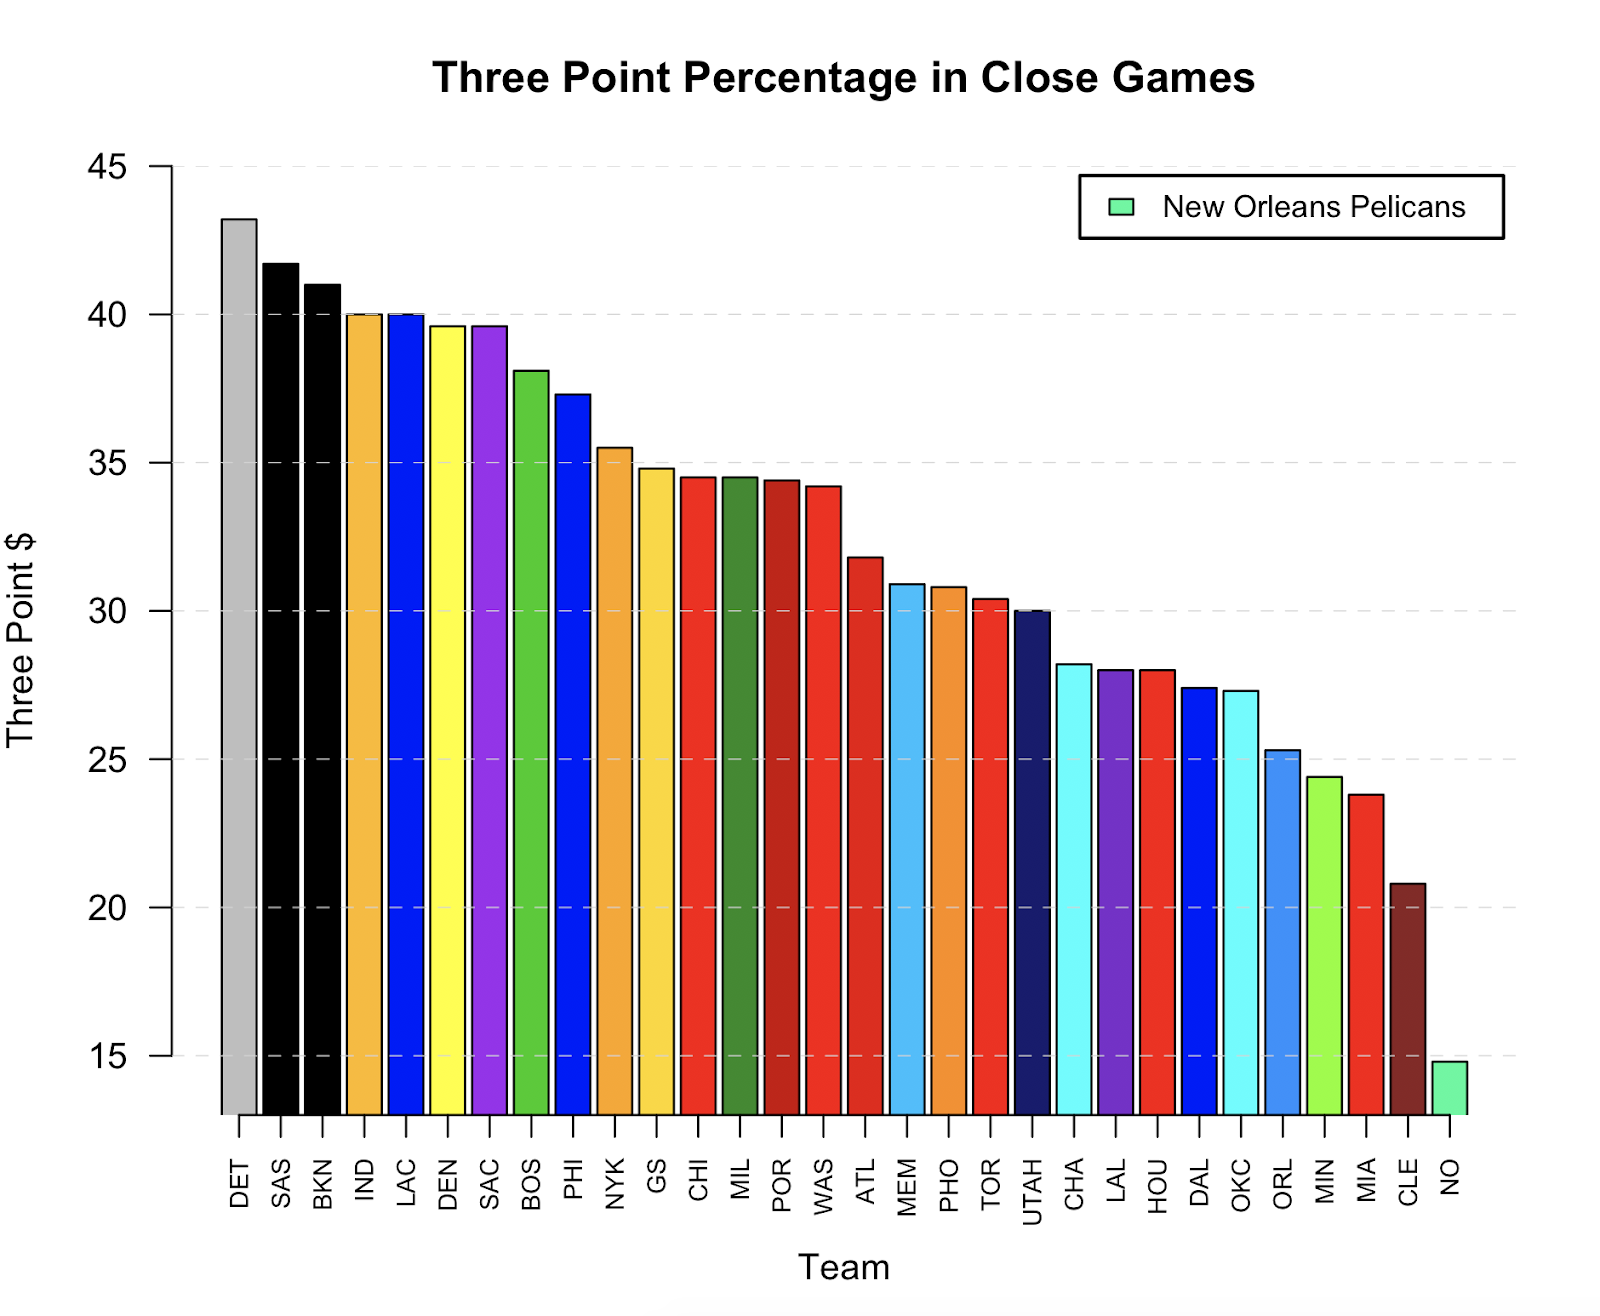 Three Point Percentage in Close Games
New Orleans Pelicans
Three Point $
45
40
35
30
25
20
15
DET
SAS
BKN
IND
LAC
DEN
SAC
BOS
PHI
NYK
GS
CHI
MIL
POR
WAS
ATL
MEM
PHO
TOR
UTAH
CHA
LAL
HOU
DAL
OKC
ORL
MIN
MIA
CLE
NO
Team